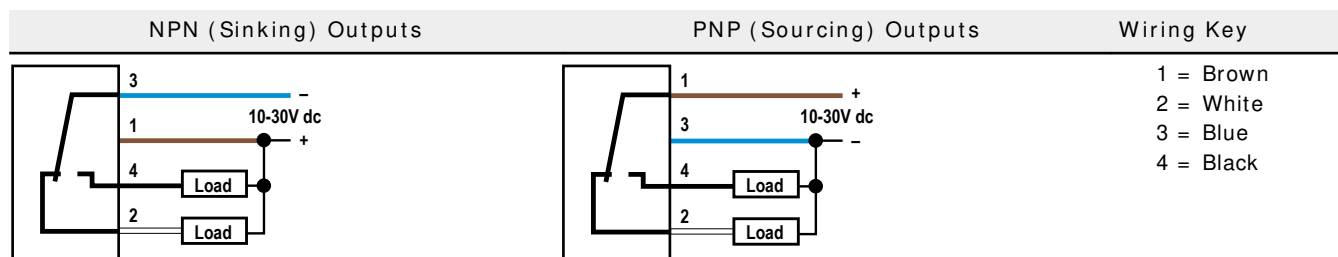 NPN (Sinking) Outputs
PNP (Sourcing) Outputs
Wiring Key
3
–
10-30V dc
1
+
4
Load
2
Load
1
+
10-30V dc
3
–
4
Load
2
Load
1 = Brown
2 = White
3 = Blue
4 = Black